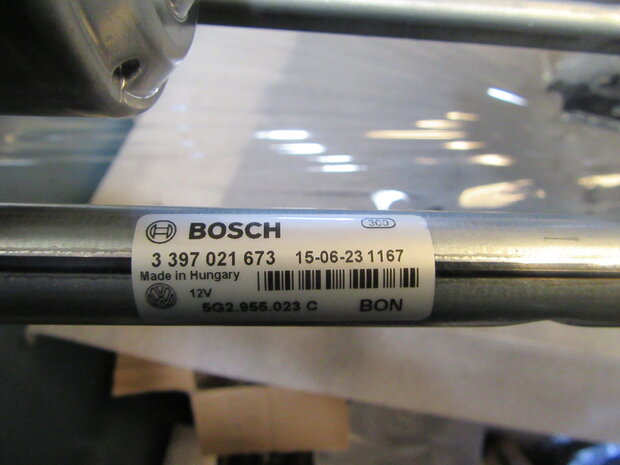 BOSCH 300
3 397 021 673 15-06-23 1167
Made in Hungary
12V
5G2.955.023 C BON